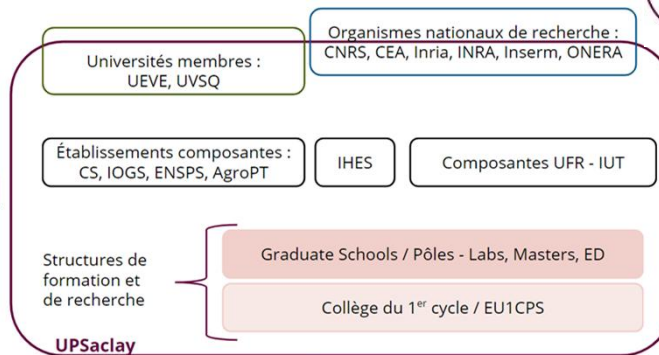 Universités membres :
UEVE, UVSQ
Organismes nationaux de recherche :
CNRS, CEA, Inria, INRA, Inserm, ONERA
Établissements composantes :
CS, IOGS, ENSPS, AgroPT
IHES
Composantes UFR - IUT
Structures de
formation et
de recherche
Graduate Schools / Pôles - Labs, Masters, ED
Collège du 1er cycle / EU1CPS
UPSaclay